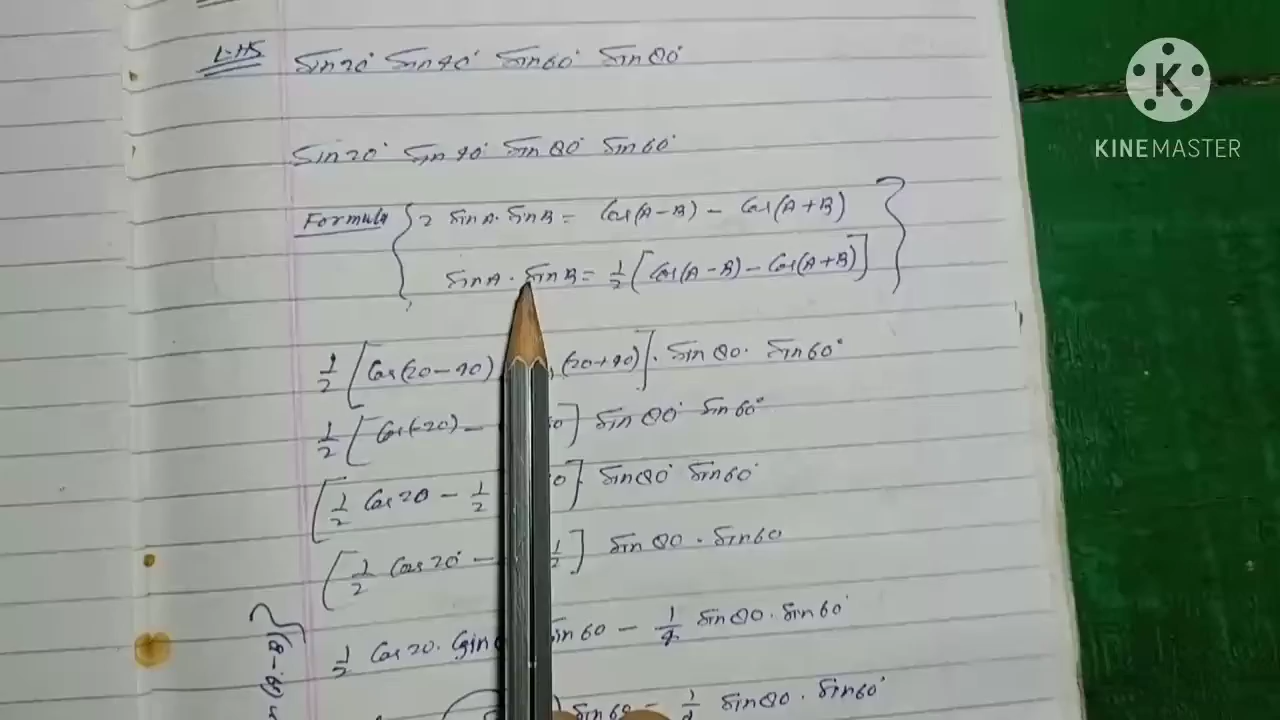 L.H.S sin20° sin40° sin60° sin80°
sin20° sin40° sin80° sin60°
Formula { 2 sinA· sinB = Cos(A-B) - Cos(A+B)
sinA · sinB = 1/2 [Cos(A-B) - Cos(A+B)] }
1/2 [Cos(20-40) (20+40)] · sin80 · sin60°
1/2 [Cos(-20) - 0] sin80° sin60°
[1/2 Cos20 - 1/2 0] sin80° sin60°
[1/2 Cos20° - 1/2] sin80 · sin60
1/2 Cos20 · sin60 - 1/4 sin80 · sin60°
sin60 - 1/4 sin80 · sin60°
KINEMASTER